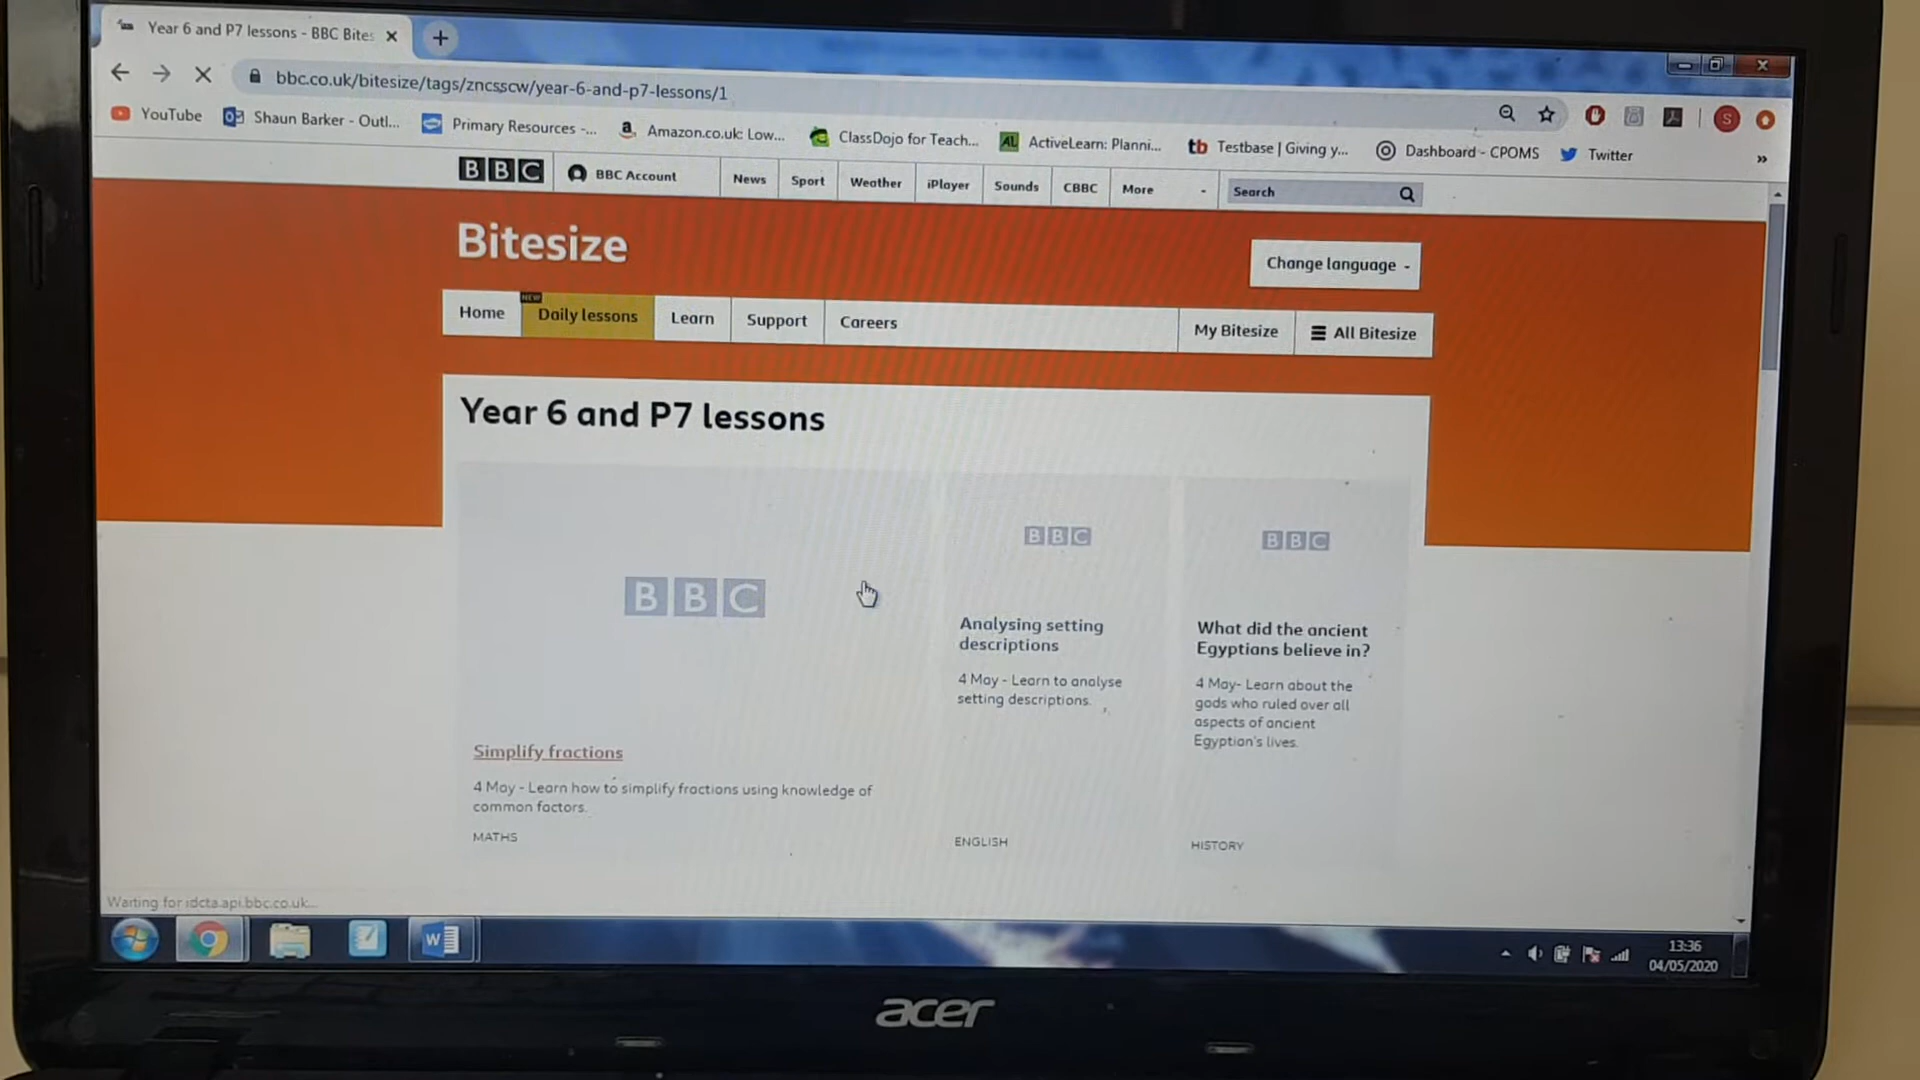 Year 6 and P7 lessons - BBC Bites
bbc.co.uk/bitesize/tags/zncsscw/year-6-and-p7-lessons/1
YouTube
Shaun Barker - Outl...
Primary Resources -...
Amazon.co.uk: Low...
ClassDojo for Teach...
ActiveLearn: Planni...
Testbase | Giving y...
Dashboard - CPOMS
Twitter
»
BBC
BBC Account
News
Sport
Weather
iPlayer
Sounds
CBBC
More
Search
Bitesize
Change language
Home
NEW
Daily lessons
Learn
Support
Careers
My Bitesize
All Bitesize
Year 6 and P7 lessons
BBC
Simplify fractions
4 May - Learn how to simplify fractions using knowledge of
common factors.
MATHS
BBC
Analysing setting
descriptions
4 May - Learn to analyse
setting descriptions.
ENGLISH
BBC
What did the ancient
Egyptians believe in?
4 May- Learn about the
gods who ruled over all
aspects of ancient
Egyptian's lives.
HISTORY
Waiting for idcta.api.bbc.co.uk...
13:36
04/05/2020
acer